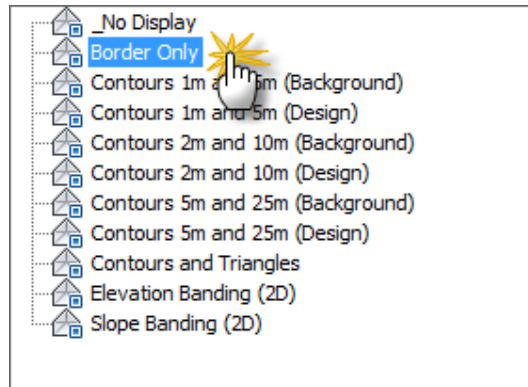 _No Display
Border Only
Contours 1m a 5m (Background)
Contours 1m and 5m (Design)
Contours 2m and 10m (Background)
Contours 2m and 10m (Design)
Contours 5m and 25m (Background)
Contours 5m and 25m (Design)
Contours and Triangles
Elevation Banding (2D)
Slope Banding (2D)